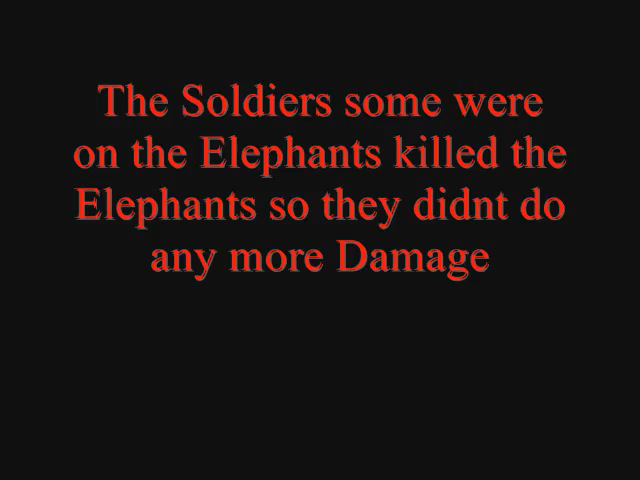 The Soldiers some were
on the Elephants killed the
Elephants so they didnt do
any more Damage